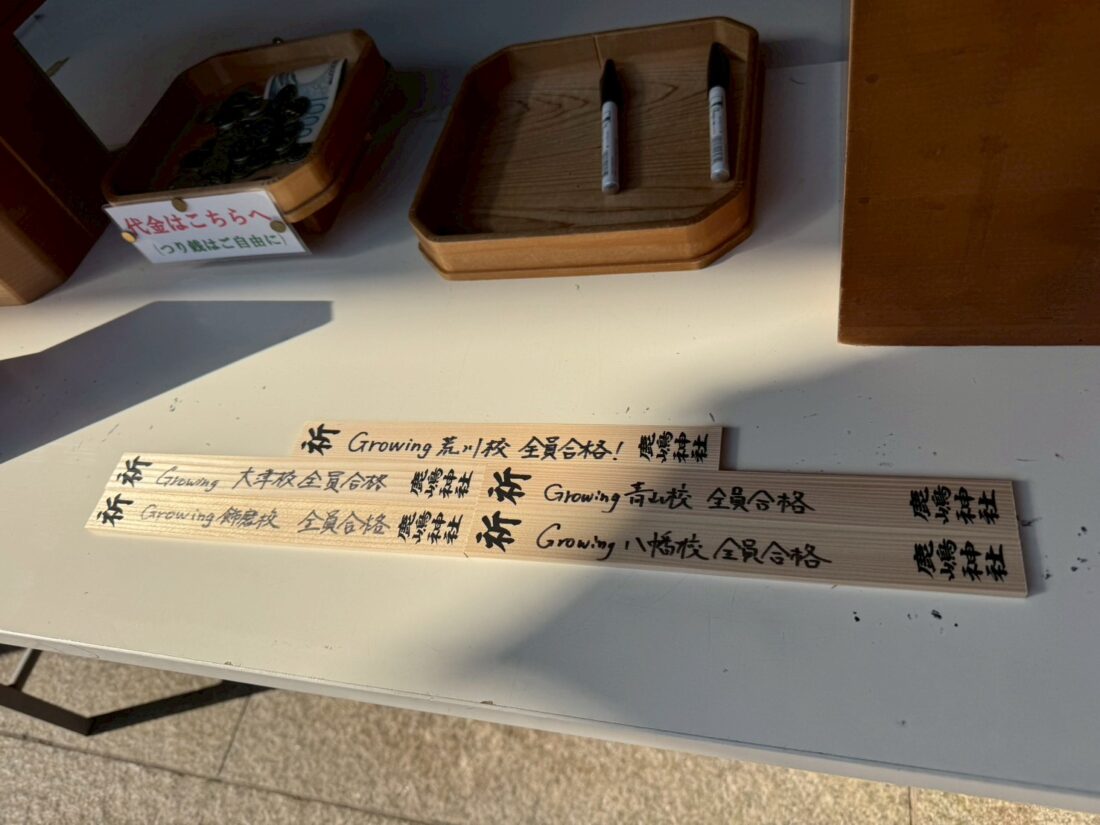 代金はこちらへ
(つり銭はご自由に)
祈 Growing 荒川校 全員合格! 鹿嶋神社
祈 Growing 大津校 全員合格 鹿嶋神社
祈 Growing 飾磨校 全員合格 鹿嶋神社
祈 Growing 青山校 全員合格 鹿嶋神社
祈 Growing 八幡校 全員合格 鹿嶋神社